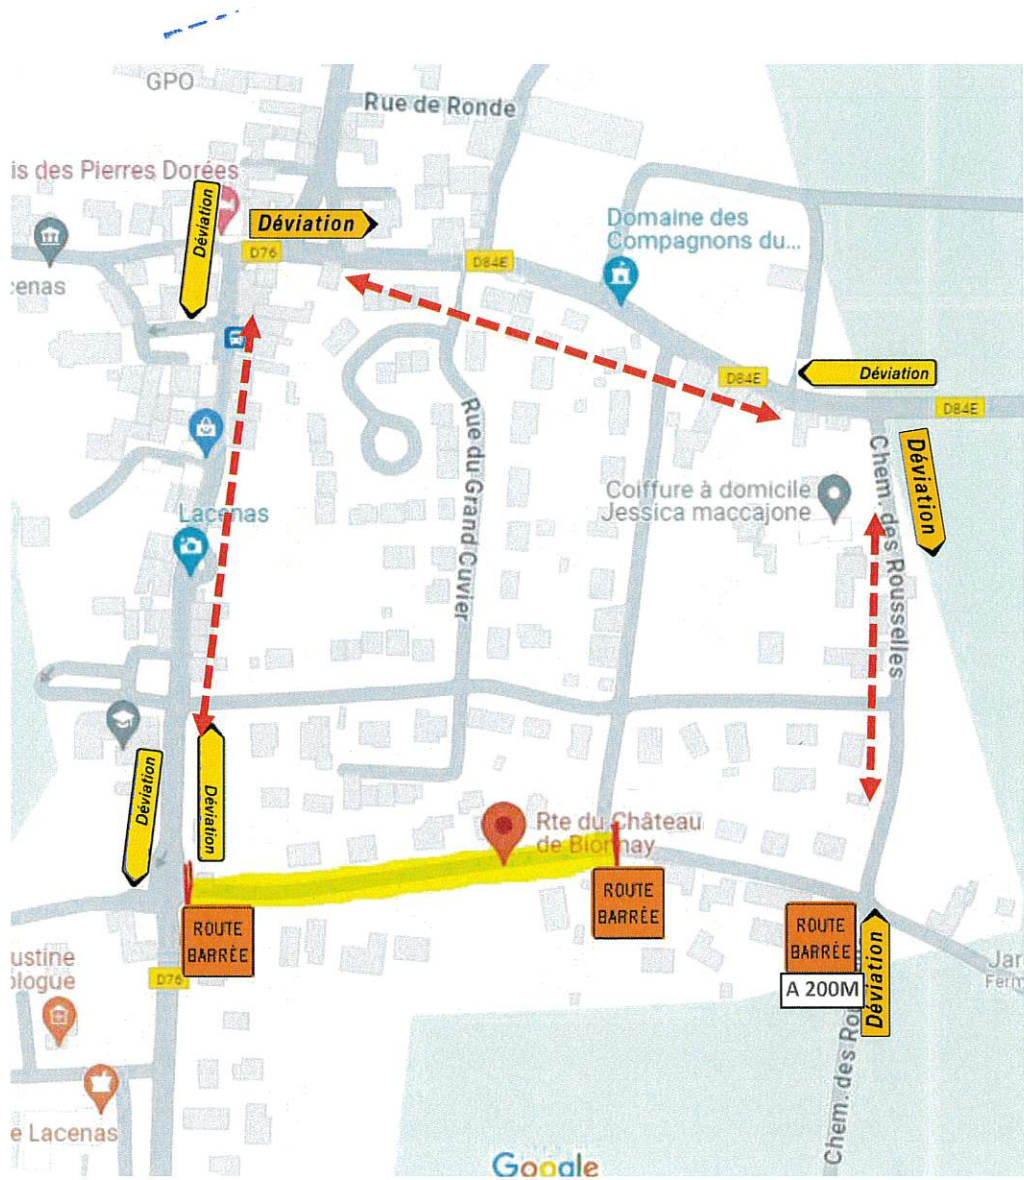 GPO
Rue de Ronde
is des Pierres Dorées
Déviation
Déviation
Domaine des
Compagnons du...
D76
D84E
cenas
D84E
Déviation
D84E
Rue du Grand Cuvier
Chem. des Rousselles
Déviation
Coiffure à domicile
Jessica maccajone
Lacenas
Déviation
Déviation
Rte du Château
de Bionnay
ROUTE
BARRÉE
ROUTE
BARRÉE
ROUTE
BARRÉE
A 200M
Déviation
ustine
ologue
D76
Jar
Ferm
Chem. des Rou
e Lacenas
Google